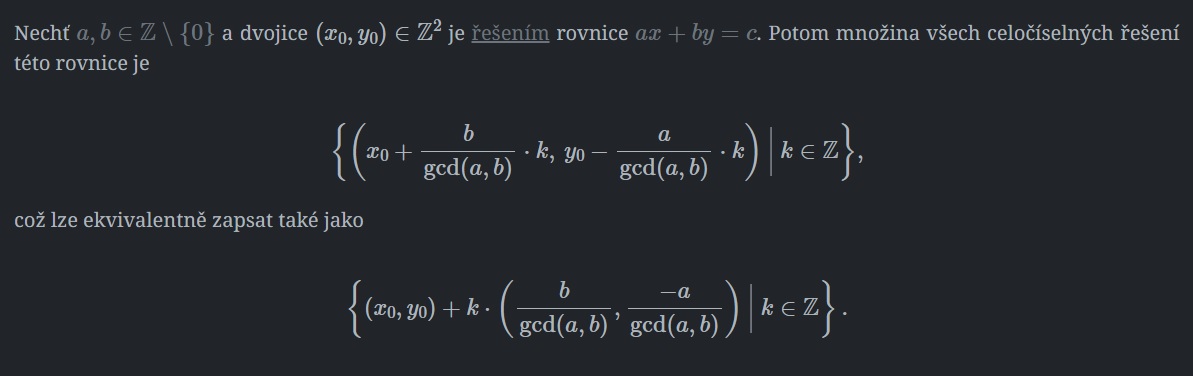 Nechť a, b ∈ ℤ \ {0} a dvojice (x₀, y₀) ∈ ℤ² je řešením rovnice ax + by = c. Potom množina všech celočíselných řešení
této rovnice je
{(x₀ + b/gcd(a, b) · k, y₀ − a/gcd(a, b) · k) | k ∈ ℤ},
což lze ekvivalentně zapsat také jako
{(x₀, y₀) + k · (b/gcd(a, b), −a/gcd(a, b)) | k ∈ ℤ}.